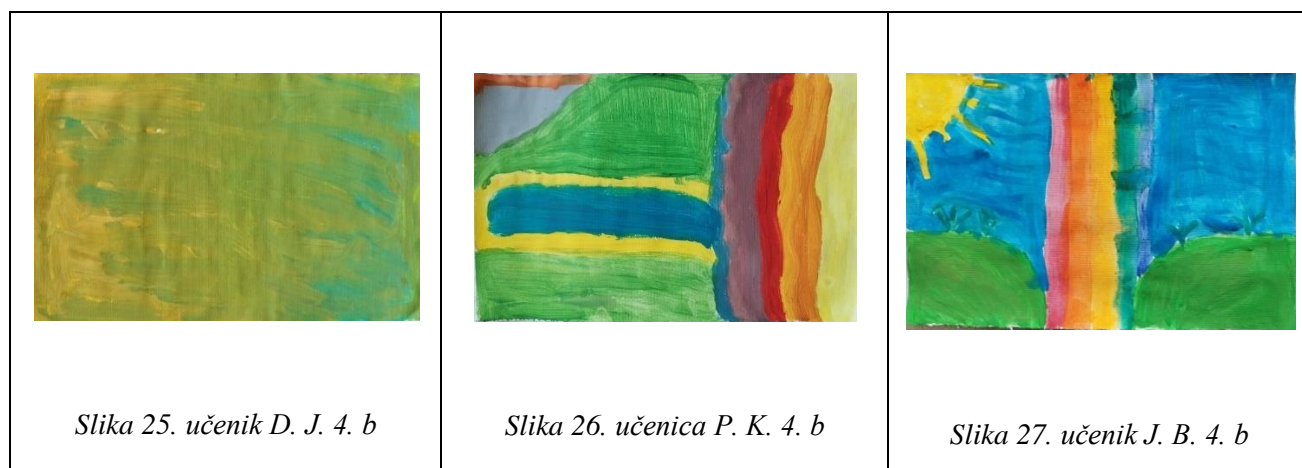 Slika 25. učenik D. J. 4. b
Slika 26. učenica P. K. 4. b
Slika 27. učenik J. B. 4. b